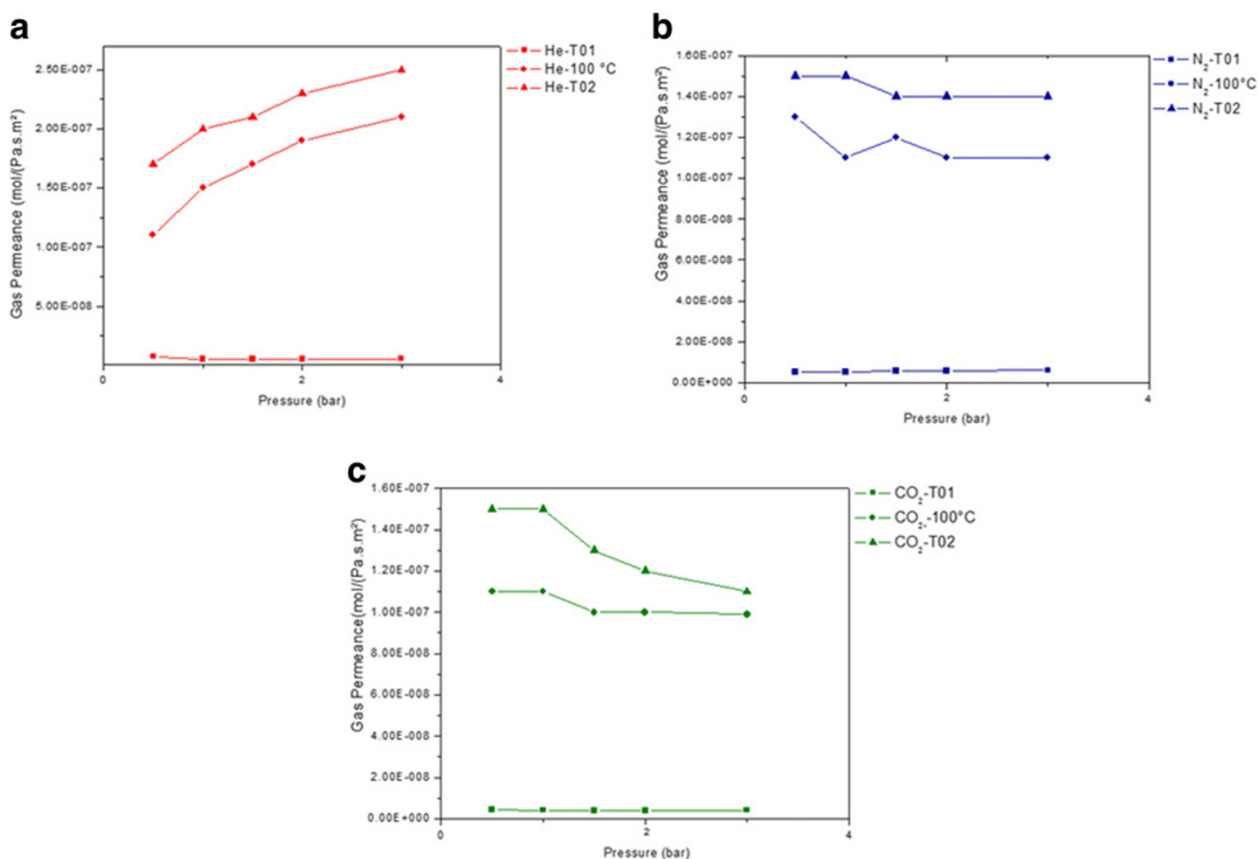 a
He-T01
He-100 °C
He-T02
Gas Permeance (mol/(Pa.s.m²)
2.50E-007
2.00E-007
1.50E-007
1.00E-007
5.00E-008
0
2
4
Pressure (bar)
b
N2-T01
N2-100°C
N2-T02
Gas Permeance (mol/(Pa.s.m²)
1.60E-007
1.40E-007
1.20E-007
1.00E-007
8.00E-008
6.00E-008
4.00E-008
2.00E-008
0.00E+000
0
2
4
Pressure (bar)
c
CO2-T01
CO2-100°C
CO2-T02
Gas Permeance(mol/(Pa.s.m²)
1.60E-007
1.40E-007
1.20E-007
1.00E-007
8.00E-008
6.00E-008
4.00E-008
2.00E-008
0.00E+000
0
2
4
Pressure (bar)